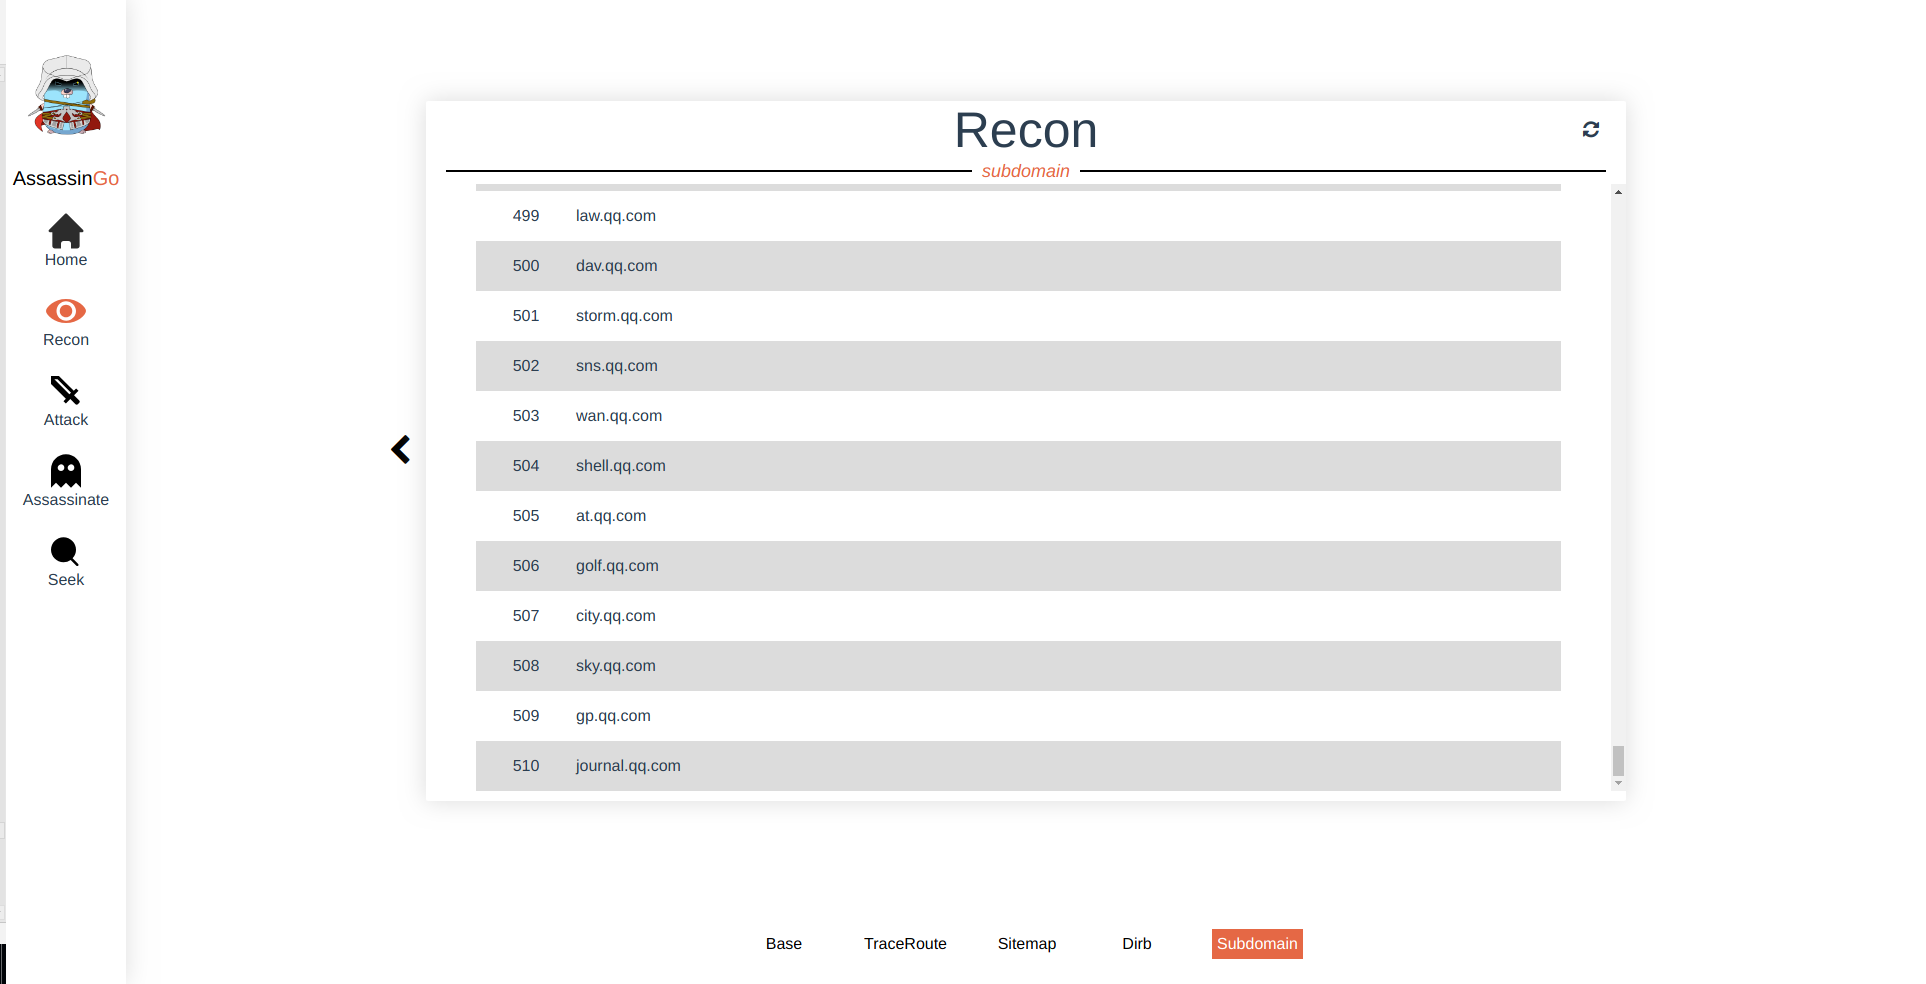 AssassinGo
Home
Recon
Attack
Assassinate
Seek
Recon
subdomain
499 law.qq.com
500 dav.qq.com
501 storm.qq.com
502 sns.qq.com
503 wan.qq.com
504 shell.qq.com
505 at.qq.com
506 golf.qq.com
507 city.qq.com
508 sky.qq.com
509 gp.qq.com
510 journal.qq.com
Base TraceRoute Sitemap Dirb Subdomain